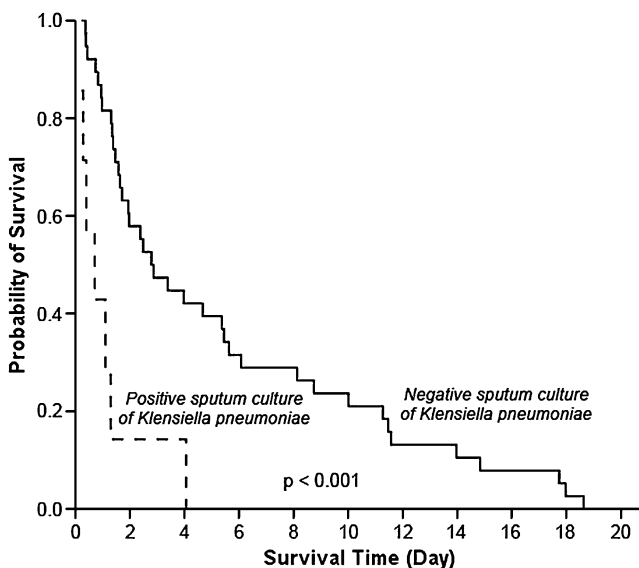 1.0
0.8
0.6
0.4
0.2
0.0
Probability of Survival
Positive sputum culture
of Klensiella pneumoniae
Negative sputum culture
of Klensiella pneumoniae
p < 0.001
0 2 4 6 8 10 12 14 16 18 20
Survival Time (Day)